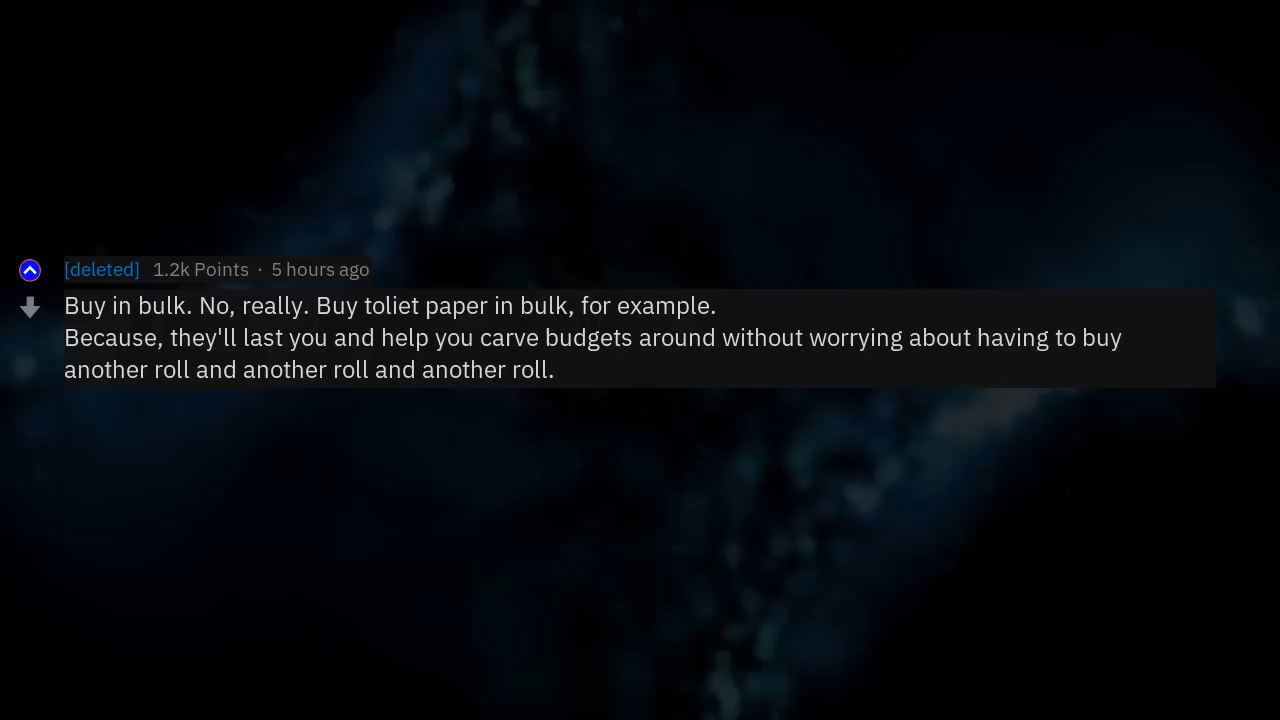 [deleted] 1.2k Points · 5 hours ago
Buy in bulk. No, really. Buy toliet paper in bulk, for example.
Because, they'll last you and help you carve budgets around without worrying about having to buy
another roll and another roll and another roll.